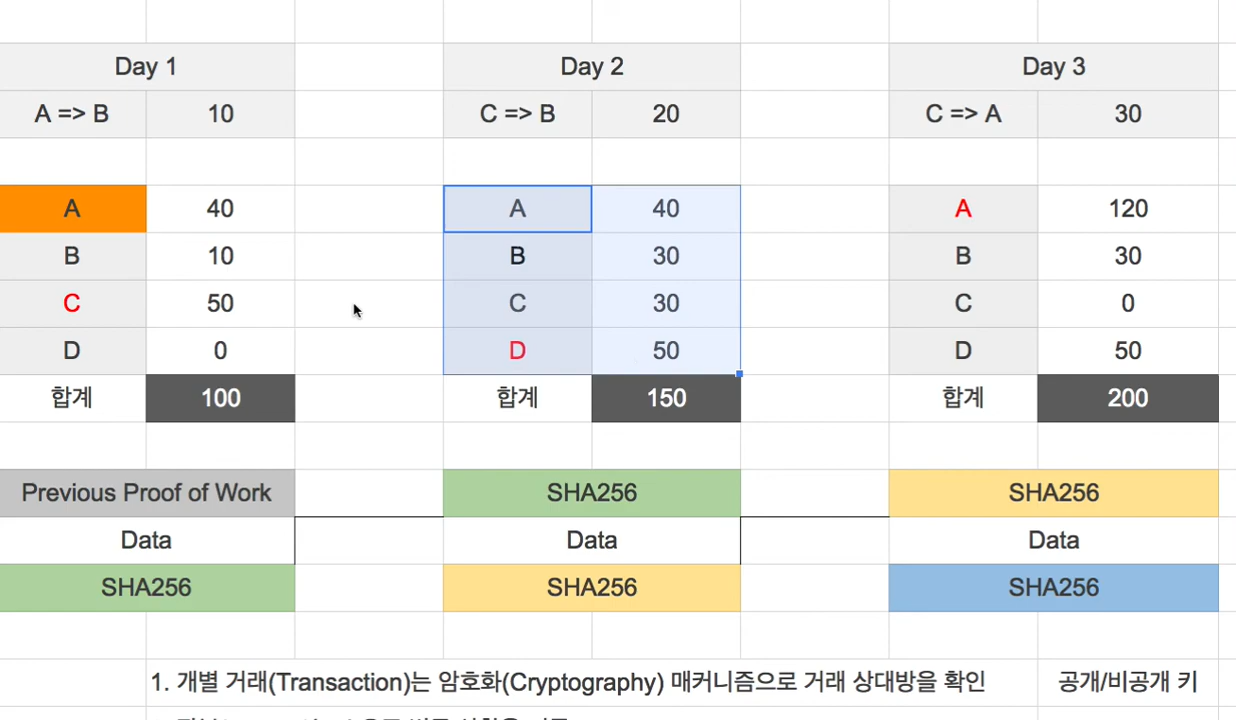 Day 1 Day 2 Day 3
A => B 10 C => B 20 C => A 30
A 40 A 40 A 120
B 10 B 30 B 30
C 50 C 30 C 0
D 0 D 50 D 50
합계 100 합계 150 합계 200
Previous Proof of Work SHA256 SHA256
Data Data Data
SHA256 SHA256 SHA256
1. 개별 거래(Transaction)는 암호화(Cryptography) 매커니즘으로 거래 상대방을 확인 공개/비공개 키